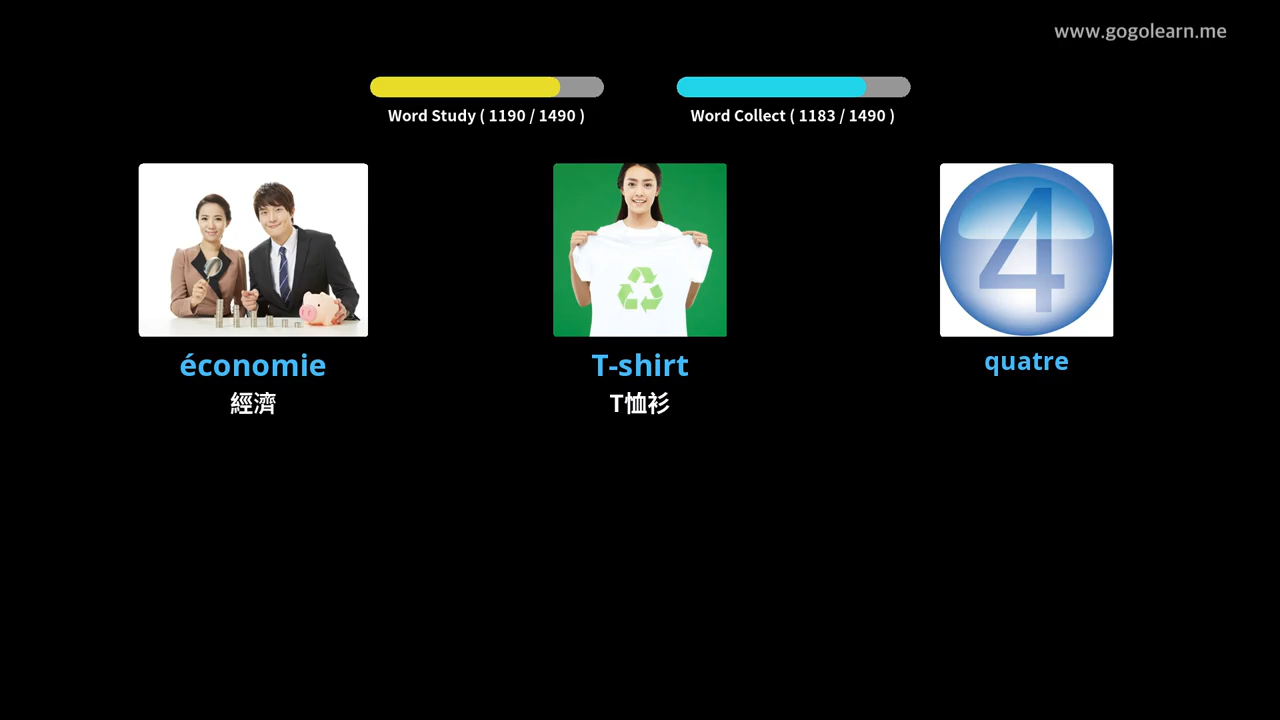 www.gogolearn.me
Word Study ( 1190 / 1490 )
Word Collect ( 1183 / 1490 )
4
économie
經濟
T-shirt
T恤衫
quatre